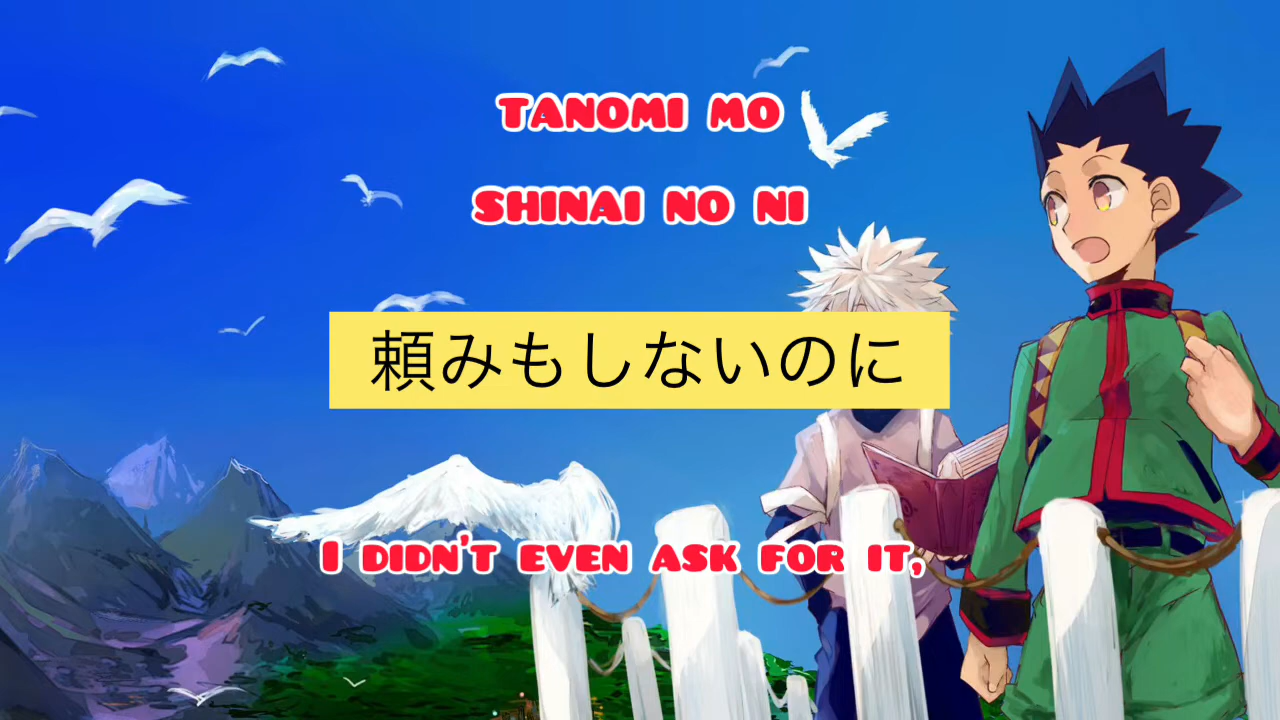 TANOMI MO
SHINAI NO NI
頼みもしないのに
I DIDN'T EVEN ASK FOR IT,